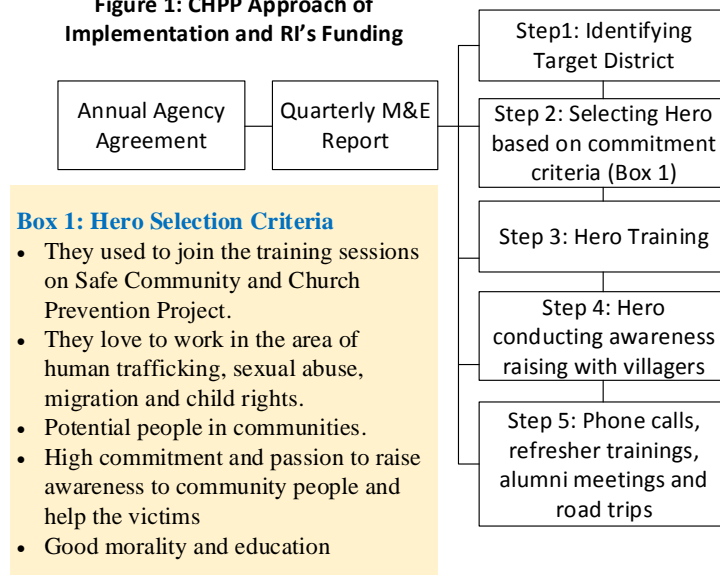 Figure 1: CHPP Approach of
Implementation and RI's Funding
Annual Agency
Agreement
Quarterly M&E
Report
Step1: Identifying
Target District
Step 2: Selecting Hero
based on commitment
criteria (Box 1)
Step 3: Hero Training
Step 4: Hero
conducting awareness
raising with villagers
Step 5: Phone calls,
refresher trainings,
alumni meetings and
road trips
Box 1: Hero Selection Criteria
• They used to join the training sessions
on Safe Community and Church
Prevention Project.
• They love to work in the area of
human trafficking, sexual abuse,
migration and child rights.
• Potential people in communities.
• High commitment and passion to raise
awareness to community people and
help the victims
• Good morality and education